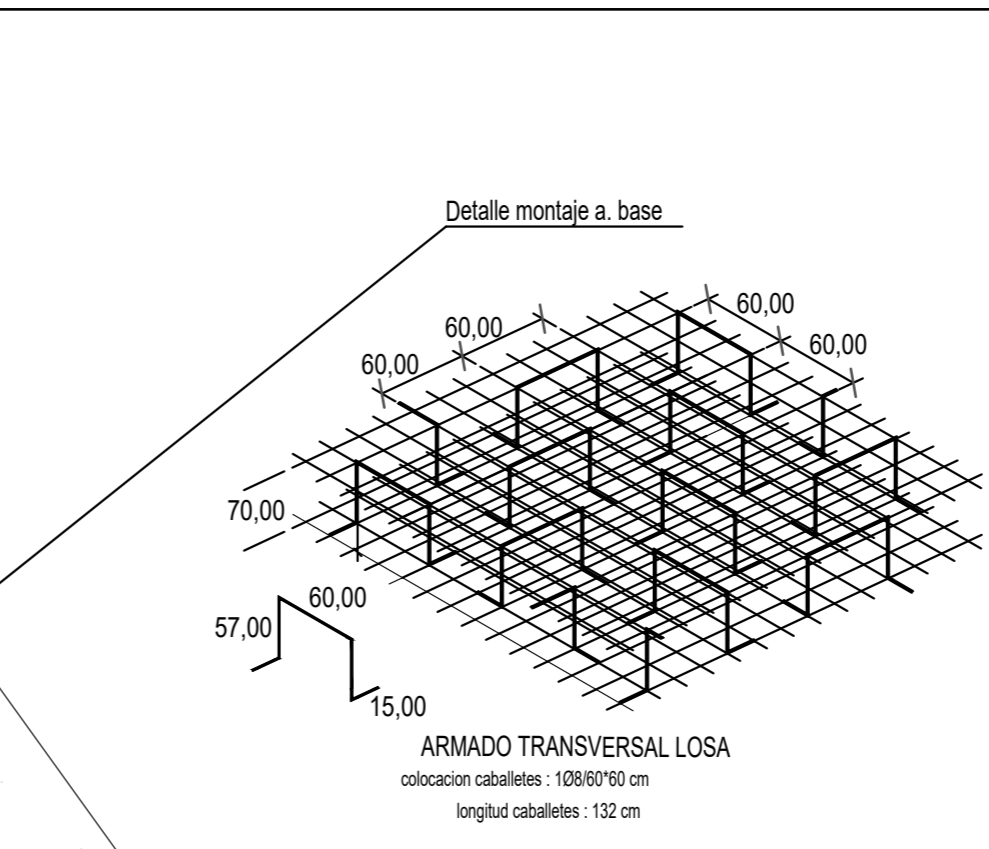 Detalle montaje a. base
60,00
60,00
60,00
60,00
70,00
60,00
57,00
15,00
ARMADO TRANSVERSAL LOSA
colocacion caballetes : 1Ø8/60*60 cm
longitud caballetes : 132 cm